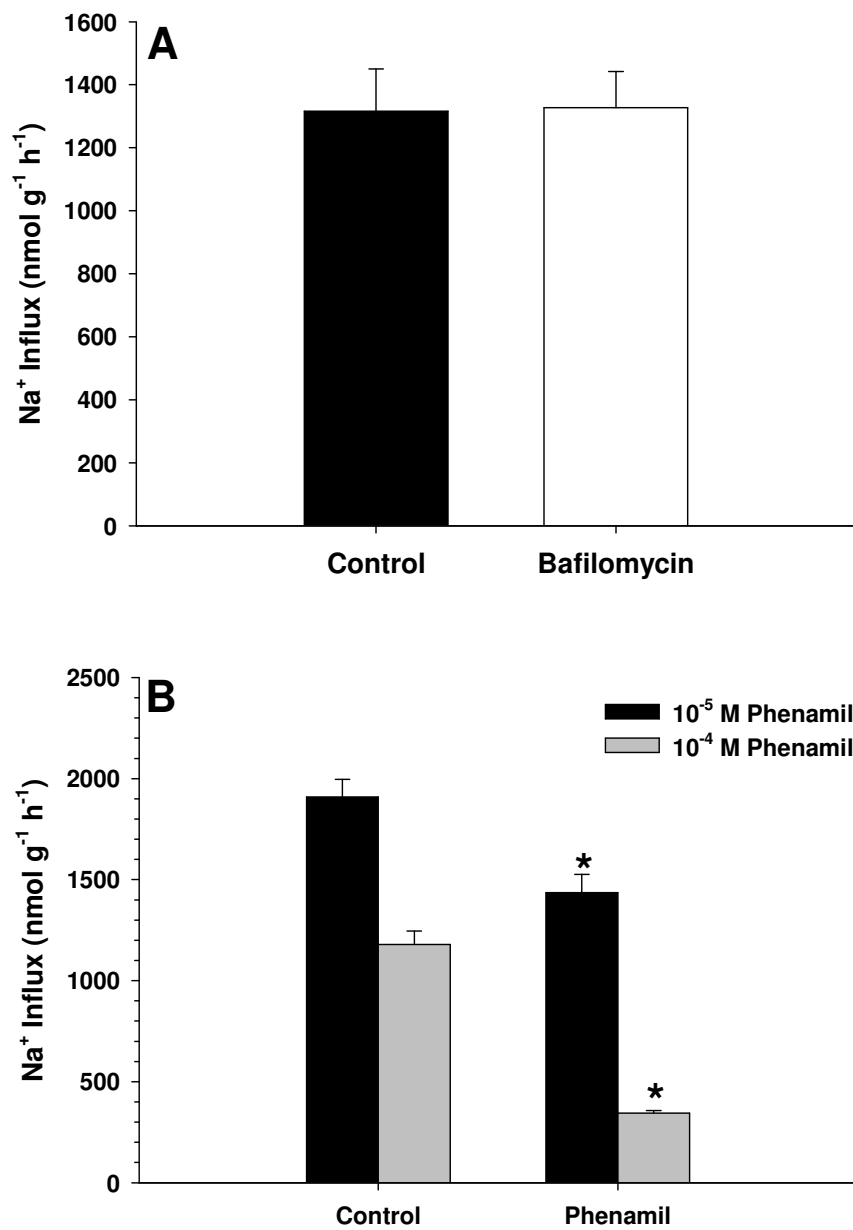 A
Na⁺ Influx (nmol g⁻¹ h⁻¹)
1600
1400
1200
1000
800
600
400
200
0
Control Bafilomycin
B
Na⁺ Influx (nmol g⁻¹ h⁻¹)
2500
2000
1500
1000
500
0
10⁻⁵ M Phenamil
10⁻⁴ M Phenamil
*
*
Control Phenamil